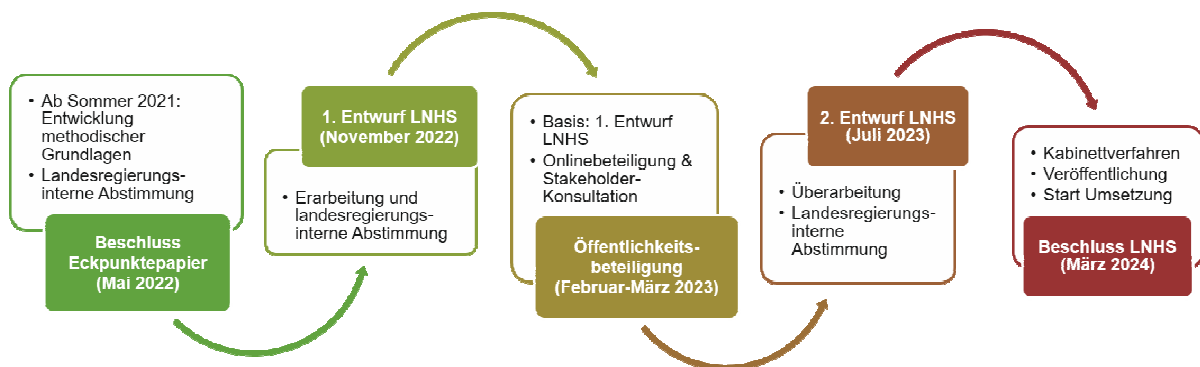 • Ab Sommer 2021:
Entwicklung
methodischer
Grundlagen
• Landesregierungs-
interne Abstimmung
Beschluss
Eckpunktepapier
(Mai 2022)
1. Entwurf LNHS
(November 2022)
• Erarbeitung und
landesregierungs-
interne Abstimmung
• Basis: 1. Entwurf
LNHS
• Onlinebeteiligung &
Stakeholder-
Konsultation
Öffentlichkeits-
beteiligung
(Februar-März 2023)
2. Entwurf LNHS
(Juli 2023)
• Überarbeitung
• Landesregierungs-
interne
Abstimmung
• Kabinettverfahren
• Veröffentlichung
• Start Umsetzung
Beschluss LNHS
(März 2024)